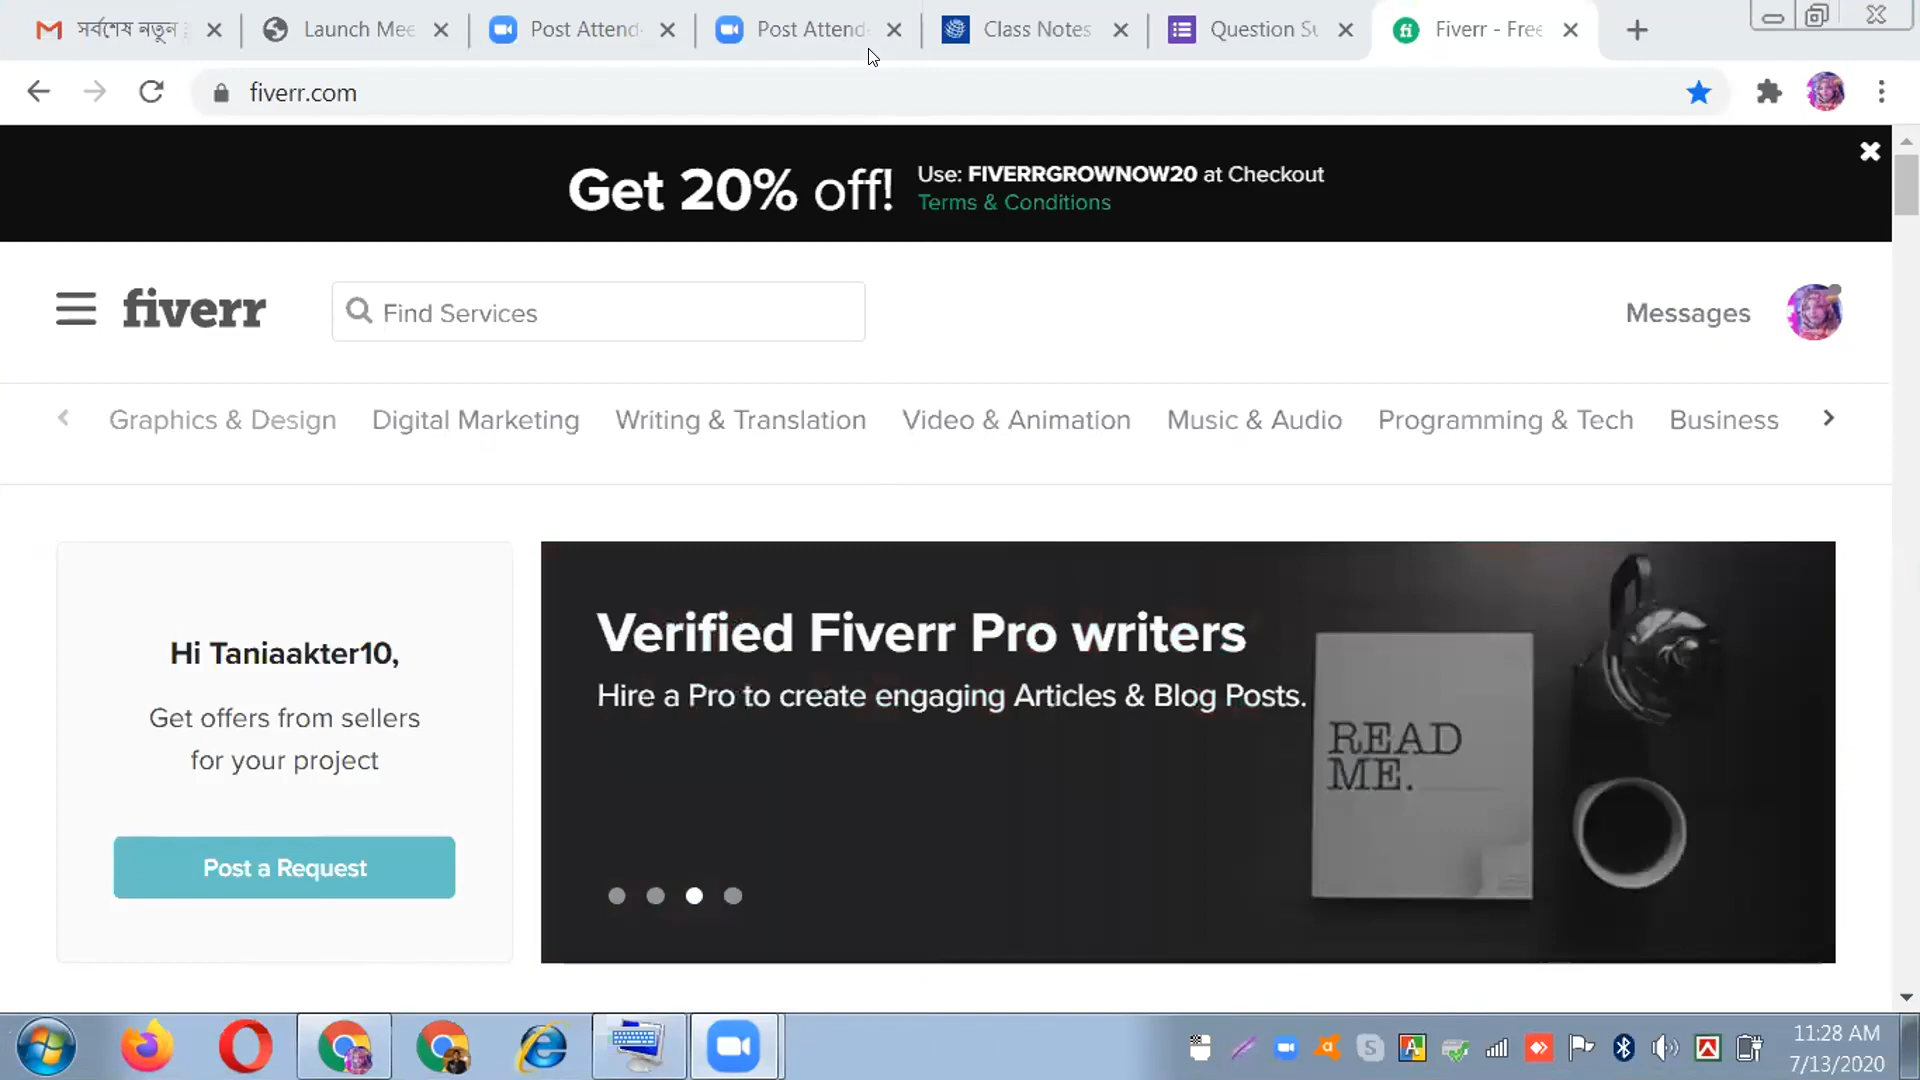 সর্বশেষ নতুন
Launch Mee
Post Attend
Post Attend
Class Notes
Question Su
Fiverr - Free
fiverr.com
Get 20% off!
Use: FIVERRGROWNOW20 at Checkout
Terms & Conditions
fiverr
Find Services
Messages
Graphics & Design
Digital Marketing
Writing & Translation
Video & Animation
Music & Audio
Programming & Tech
Business
Hi Taniaakter10,
Get offers from sellers
for your project
Post a Request
Verified Fiverr Pro writers
Hire a Pro to create engaging Articles & Blog Posts.
READ
ME.
11:28 AM
7/13/2020